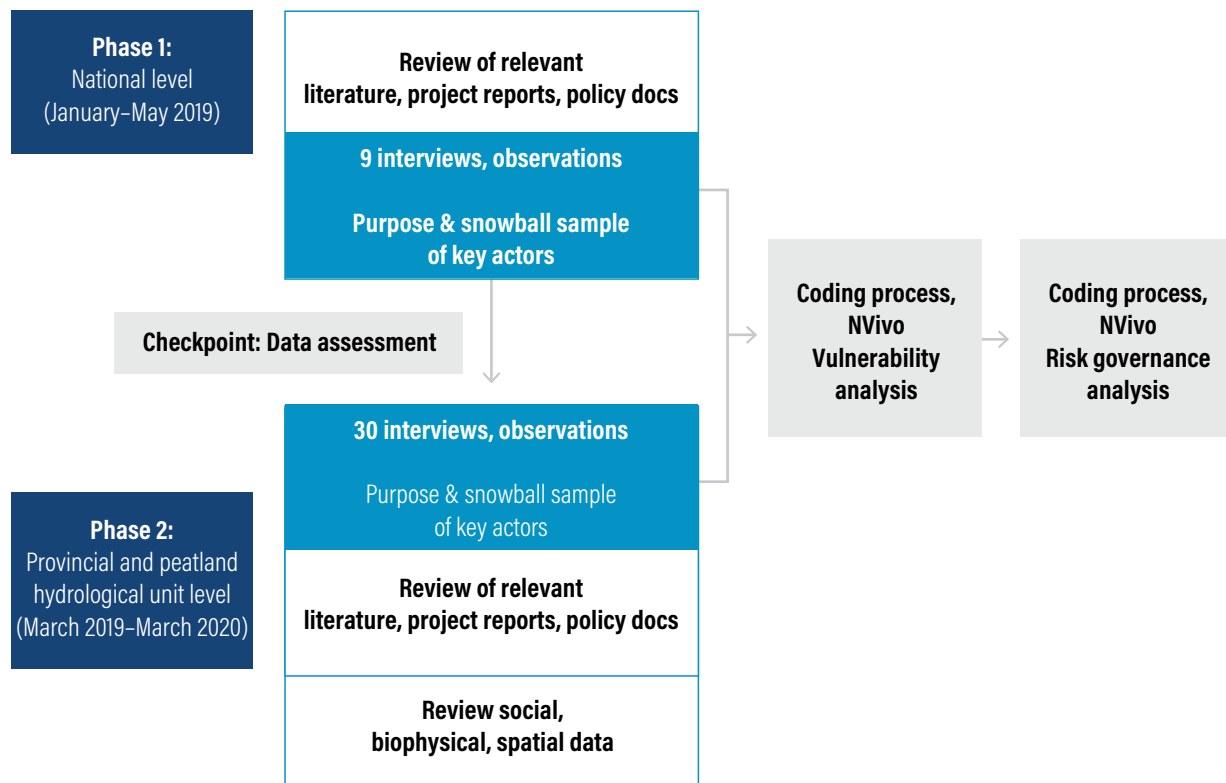 Phase 1:
National level
(January–May 2019)
Review of relevant
literature, project reports, policy docs
9 interviews, observations
Purpose & snowball sample
of key actors
Checkpoint: Data assessment
30 interviews, observations
Purpose & snowball sample
of key actors
Phase 2:
Provincial and peatland
hydrological unit level
(March 2019–March 2020)
Review of relevant
literature, project reports, policy docs
Review social,
biophysical, spatial data
Coding process,
NVivo
Vulnerability
analysis
Coding process,
NVivo
Risk governance
analysis